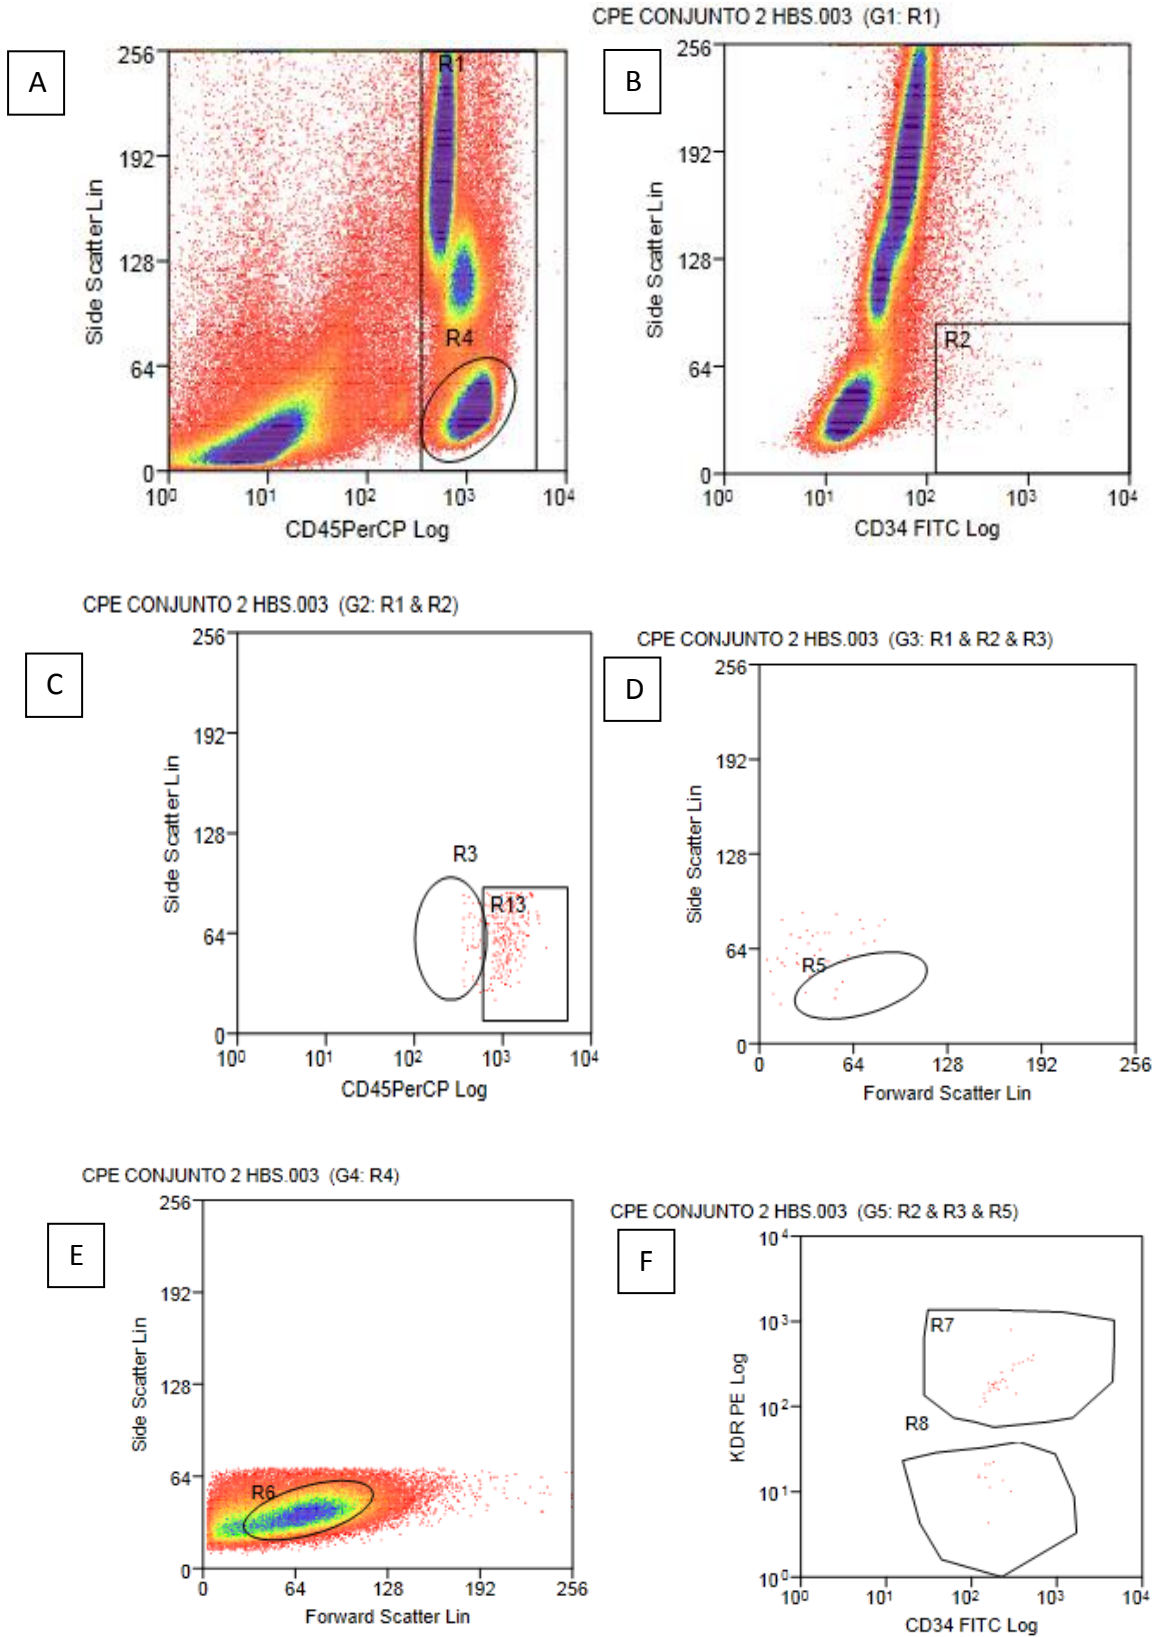 CPE CONJUNTO 2 HBS.003 (G1: R1)
A
256
192
128
64
0
R1
R4
Side Scatter Lin
10⁰ 10¹ 10² 10³ 10⁴
CD45PerCP Log
B
256
192
128
64
0
R2
Side Scatter Lin
10⁰ 10¹ 10² 10³ 10⁴
CD34 FITC Log
CPE CONJUNTO 2 HBS.003 (G2: R1 & R2)
C
256
192
128
64
0
R3
R13
Side Scatter Lin
10⁰ 10¹ 10² 10³ 10⁴
CD45PerCP Log
CPE CONJUNTO 2 HBS.003 (G3: R1 & R2 & R3)
D
256
192
128
64
0
R5
Side Scatter Lin
0 64 128 192 256
Forward Scatter Lin
CPE CONJUNTO 2 HBS.003 (G4: R4)
E
256
192
128
64
0
R6
Side Scatter Lin
0 64 128 192 256
Forward Scatter Lin
CPE CONJUNTO 2 HBS.003 (G5: R2 & R3 & R5)
F
10⁴
10³
10²
10¹
10⁰
R7
R8
KDR PE Log
10⁰ 10¹ 10² 10³ 10⁴
CD34 FITC Log